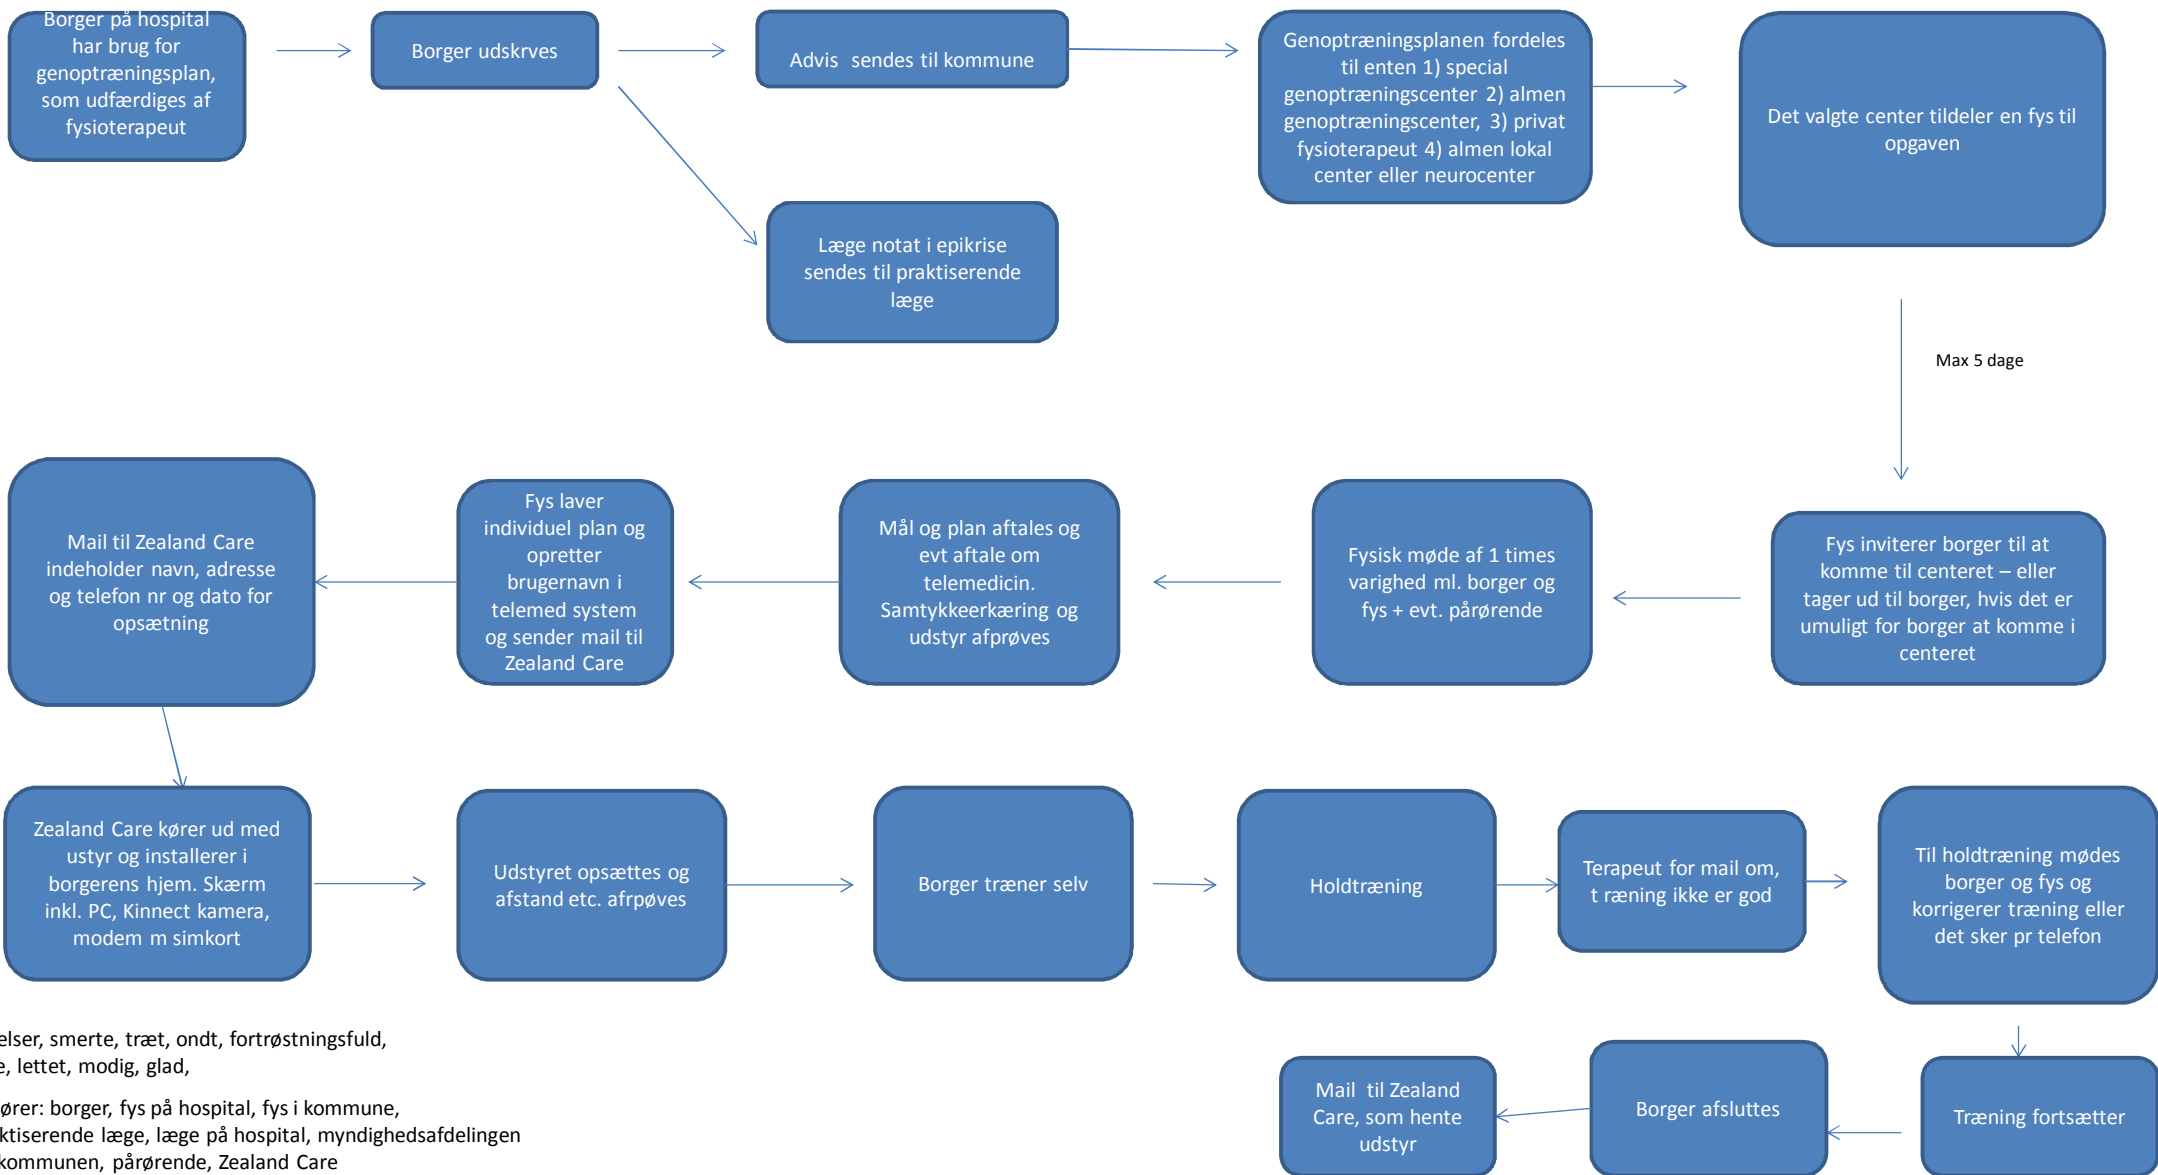 Borger på hospital
har brug for
genoptræningsplan,
som udfærdiges af
fysioterapeut
Borger udskrves
Advis sendes til kommune
Genoptræningsplanen fordeles
til enten 1) special
genoptræningscenter 2) almen
genoptræningscenter, 3) privat
fysioterapeut 4) almen lokal
center eller neurocenter
Det valgte center tildeler en fys til
opgaven
Læge notat i epikrise
sendes til praktiserende
læge
Max 5 dage
Mail til Zealand Care
indeholder navn, adresse
og telefon nr og dato for
opsætning
Fys laver
individuel plan og
opretter
brugernavn i
telemed system
og sender mail til
Zealand Care
Mål og plan aftales og
evt aftale om
telemedicin.
Samtykkeerkæring og
udstyr afprøves
Fysisk møde af 1 times
varighed ml. borger og
fys + evt. pårørende
Fys inviterer borger til at
komme til centeret – eller
tager ud til borger, hvis det er
umuligt for borger at komme i
centeret
Zealand Care kører ud med
ustyr og installerer i
borgerens hjem. Skærm
inkl. PC, Kinnect kamera,
modem m simkort
Udstyret opsættes og
afstand etc. afrpøves
Borger træner selv
Holdtræning
Terapeut for mail om,
t ræning ikke er god
Til holdtræning mødes
borger og fys og
korrigerer træning eller
det sker pr telefon
elser, smerte, træt, ondt, fortrøstningsfuld,
e, lettet, modig, glad,
ører: borger, fys på hospital, fys i kommune,
ktiserende læge, læge på hospital, myndighedsafdelingen
kommunen, pårørende, Zealand Care
Mail til Zealand
Care, som hente
udstyr
Borger afsluttes
Træning fortsætter